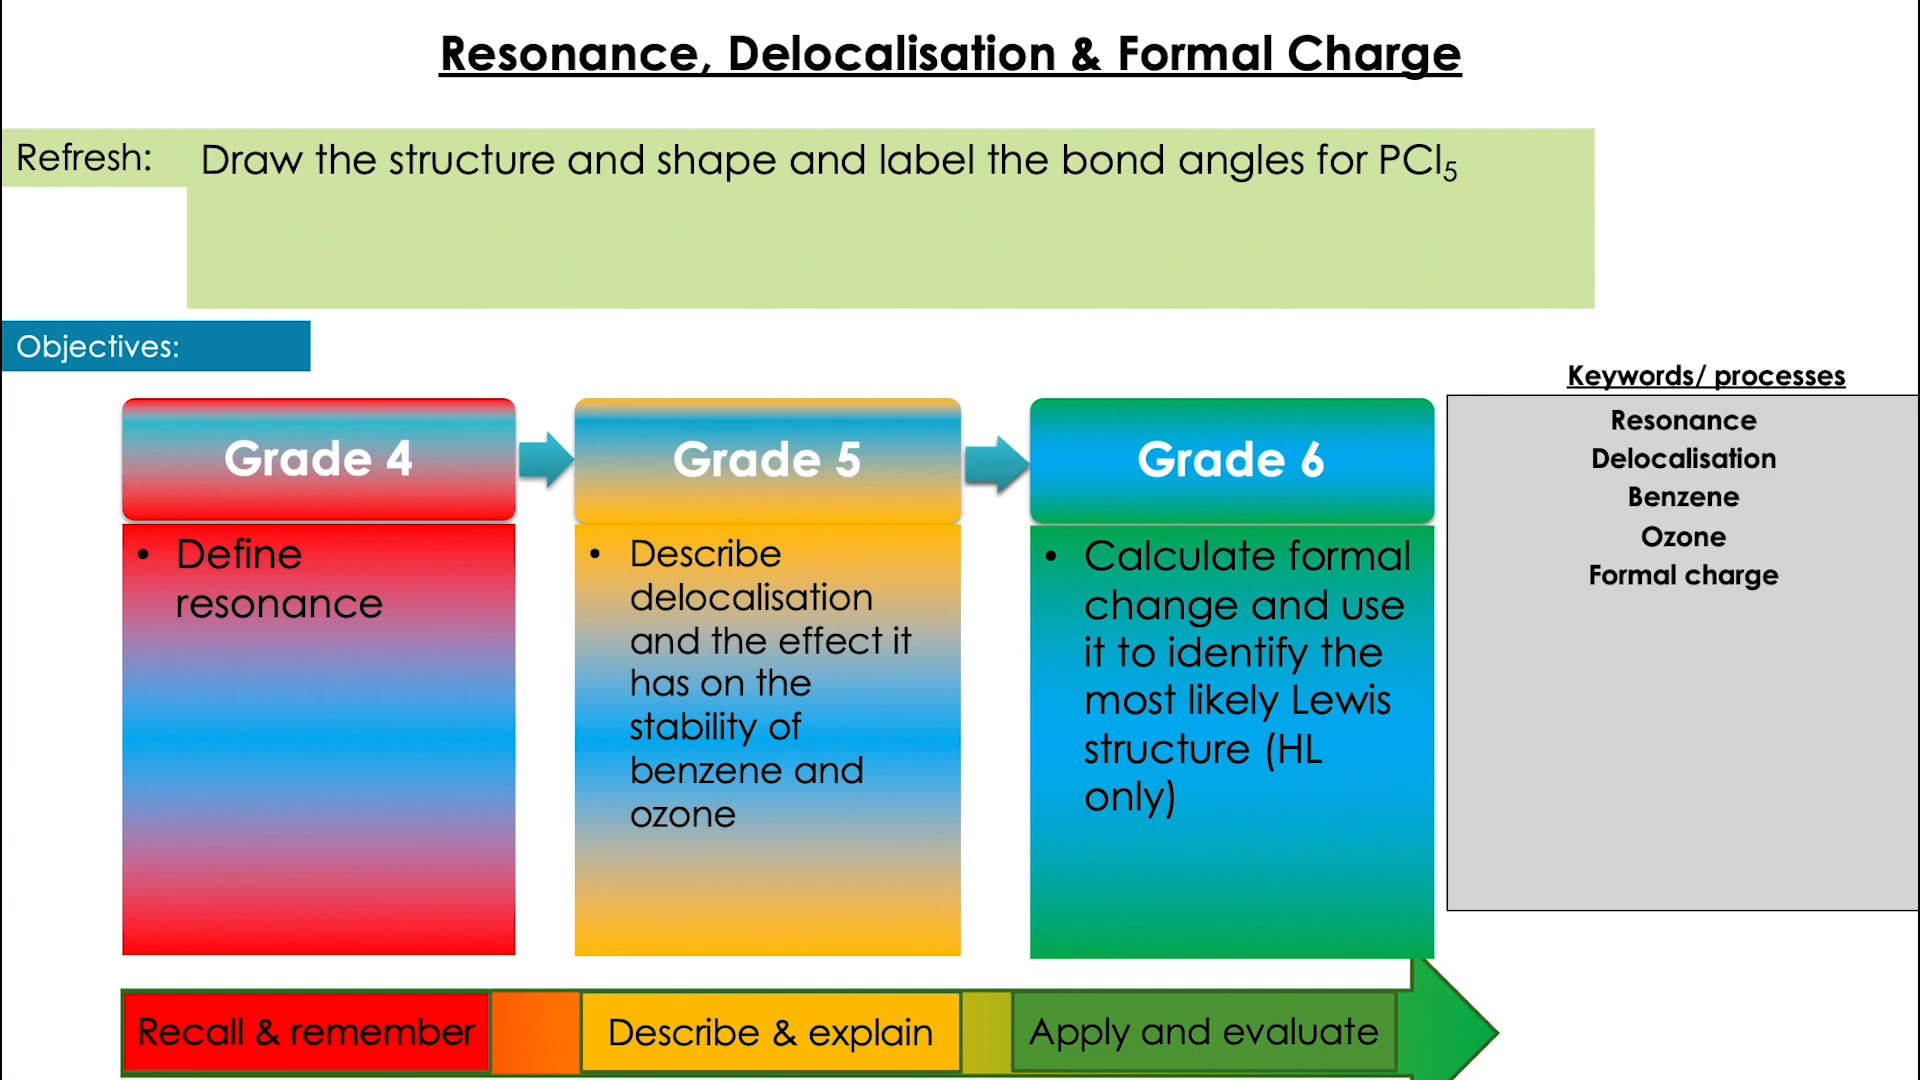 Resonance, Delocalisation & Formal Charge
Refresh:
Draw the structure and shape and label the bond angles for PCl₅
Objectives:
Keywords/ processes
Resonance
Delocalisation
Benzene
Ozone
Formal charge
Grade 4
• Define
resonance
Grade 5
• Describe
delocalisation
and the effect it
has on the
stability of
benzene and
ozone
Grade 6
• Calculate formal
change and use
it to identify the
most likely Lewis
structure (HL
only)
Recall & remember
Describe & explain
Apply and evaluate